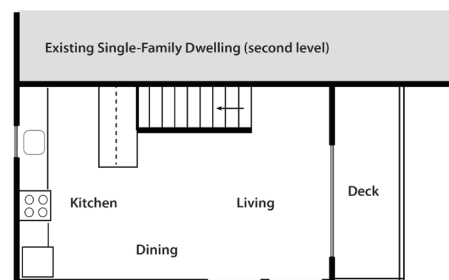 Existing Single-Family Dwelling (second level)
Kitchen
Living
Deck
Dining